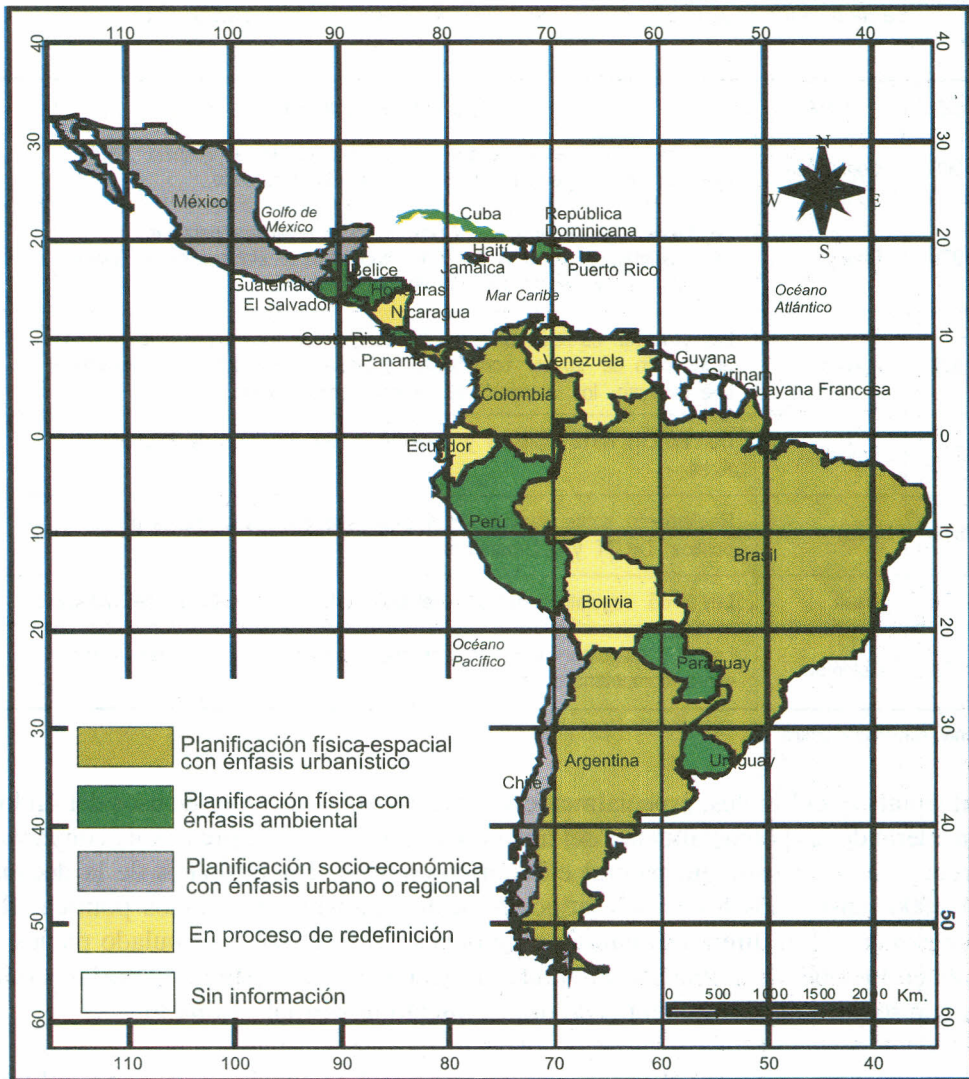 110 100 90 80 70 60 50 40
40 40
30 30
N
W E
S
México
Golfo de
México
Cuba
República
Dominicana
20 20
Haití
Jamaica
Puerto Rico
Belice
Guatemala
Honduras
El Salvador
Nicaragua
Mar Caribe
Océano
Atlántico
Costa Rica
10 10
Panamá
Venezuela
Guyana
Surinam
Guayana Francesa
Colombia
0 0
Ecuador
Perú
10 10
Brasil
Bolivia
20 20
Océano
Pacífico
Paraguay
30 30
Planificación física-espacial
con énfasis urbanístico
Argentina
Uruguay
Chile
Planificación física con
énfasis ambiental
40 40
Planificación socio-económica
con énfasis urbano o regional
50 50
En proceso de redefinición
Sin información
0 500 1000 1500 2000 Km.
60 60
110 100 90 80 70 60 50 40